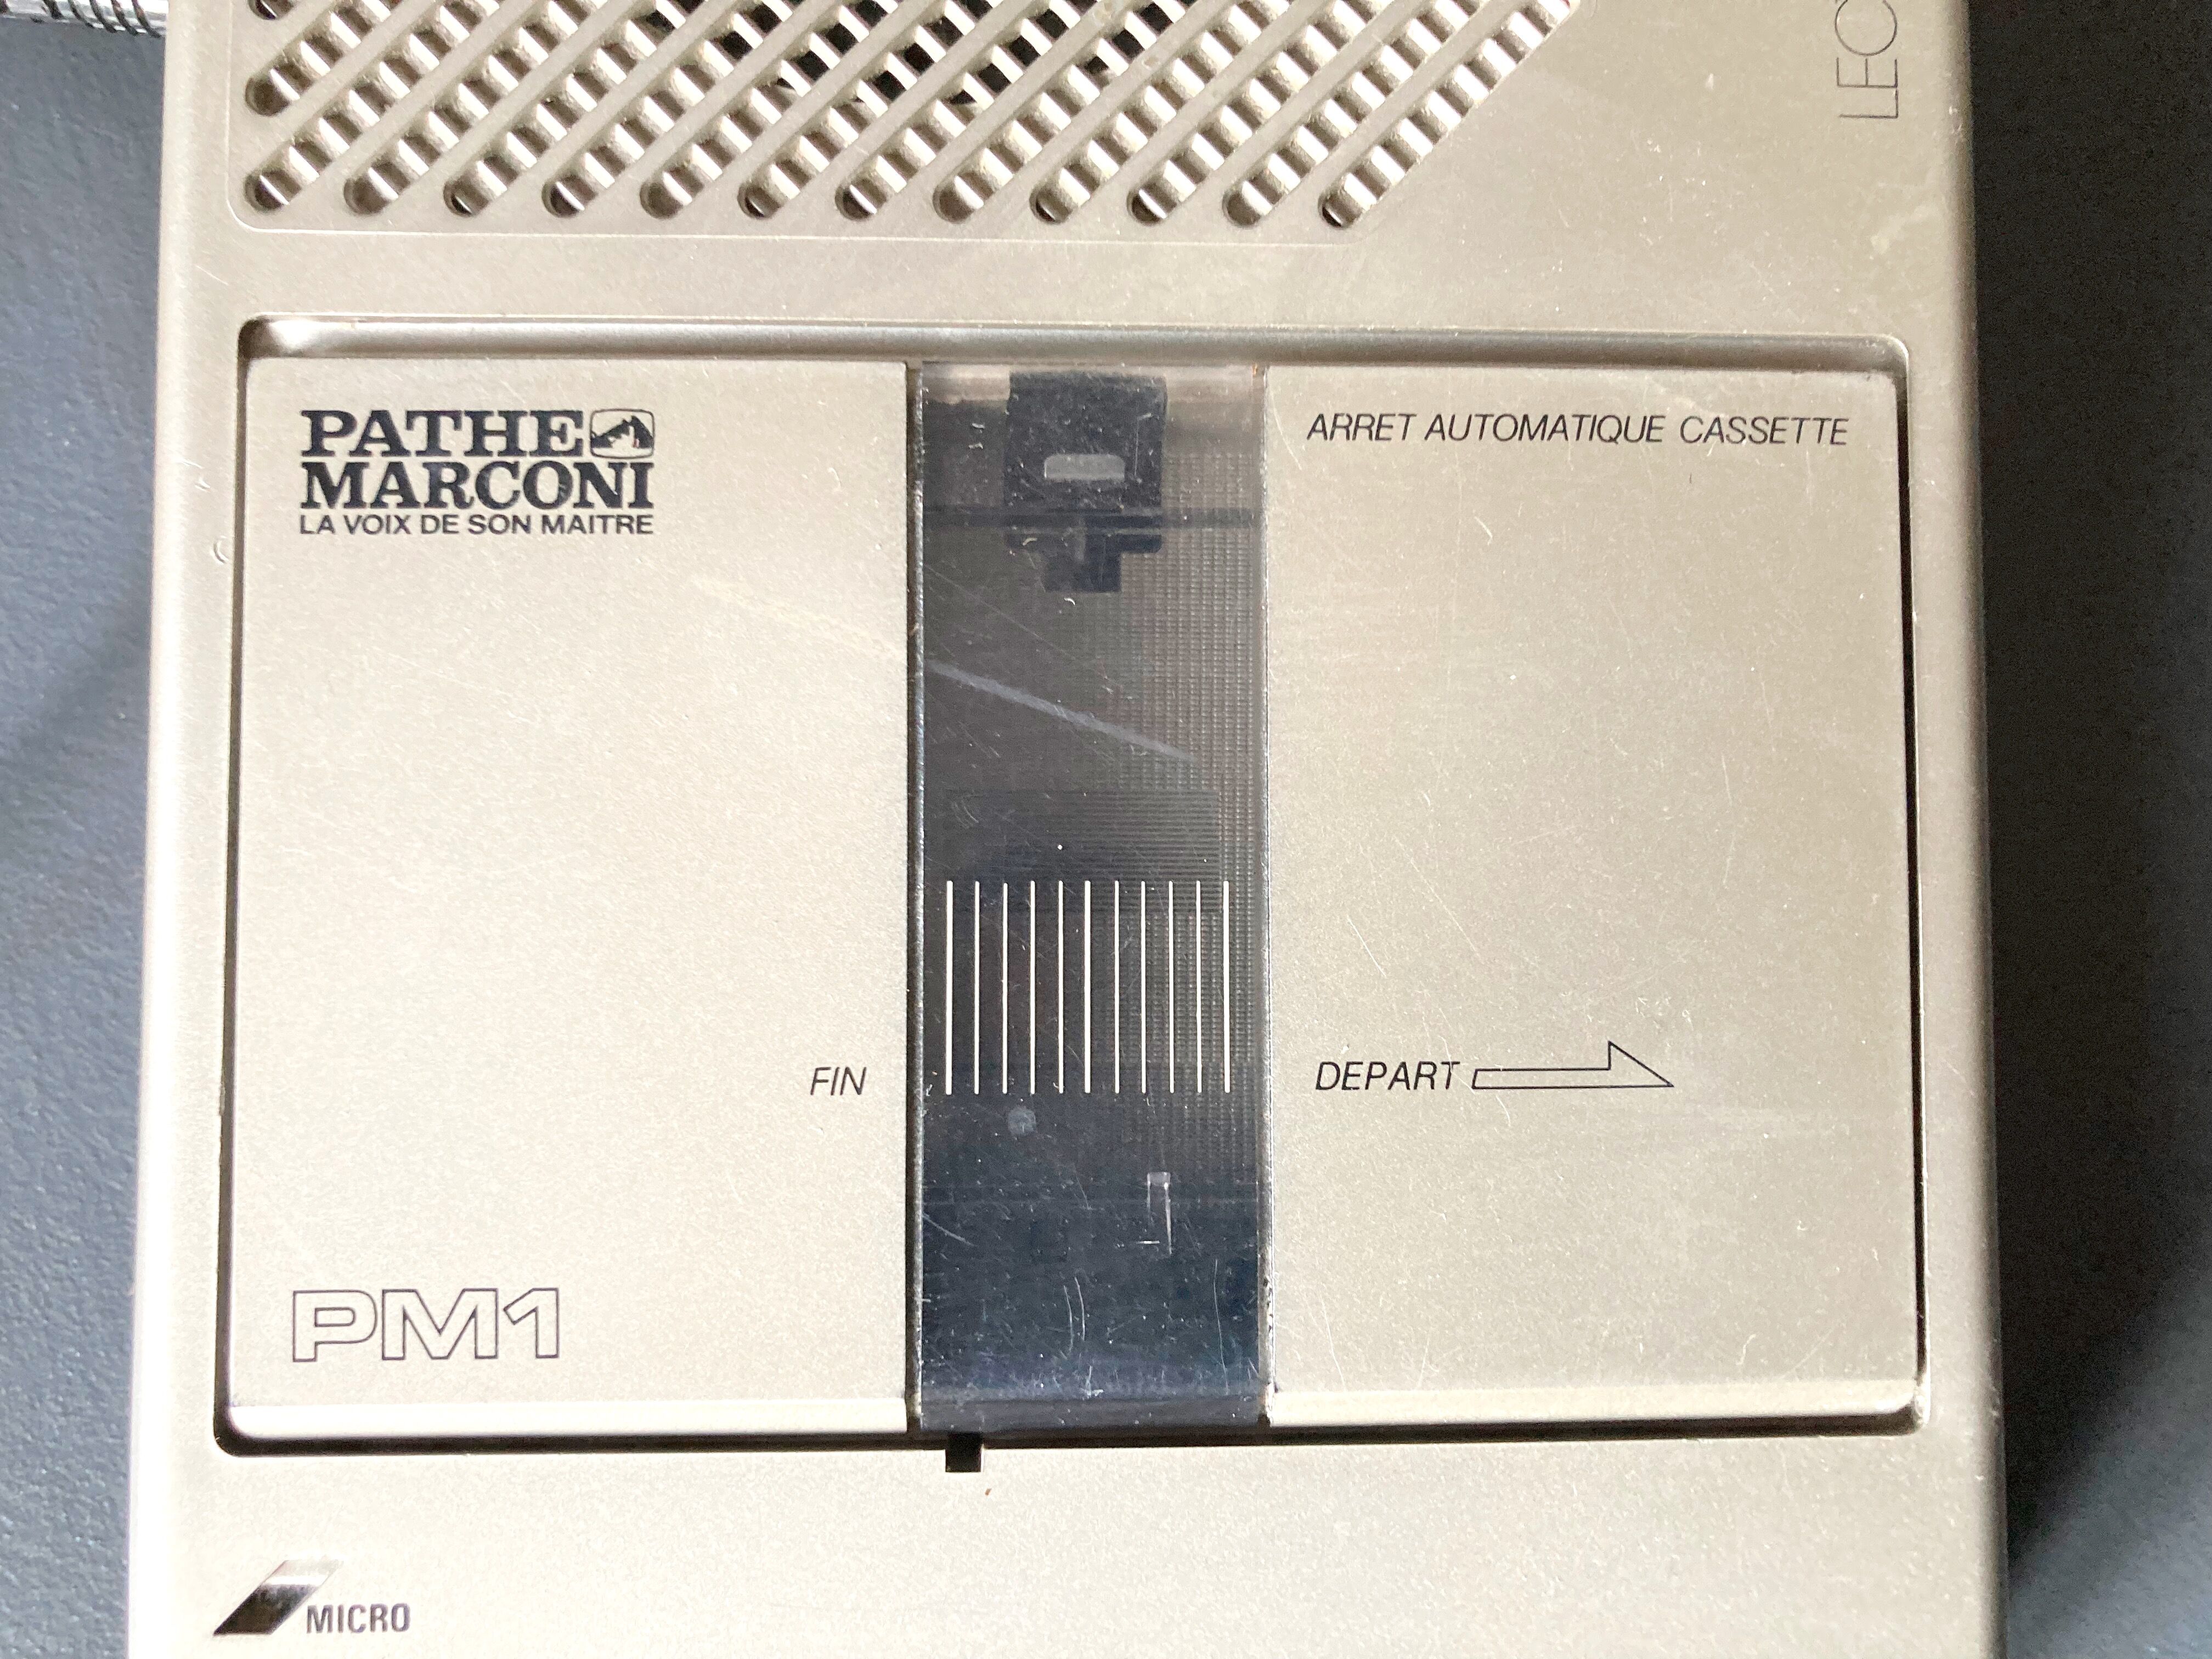 PATHE
MARCONI
LA VOIX DE SON MAITRE
ARRET AUTOMATIQUE CASSETTE
FIN
DEPART
PM1
MICRO